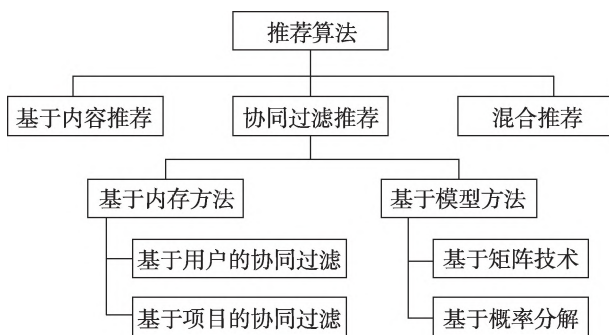 推荐算法
基于内容推荐
协同过滤推荐
混合推荐
基于内存方法
基于模型方法
基于用户的协同过滤
基于矩阵技术
基于项目的协同过滤
基于概率分解